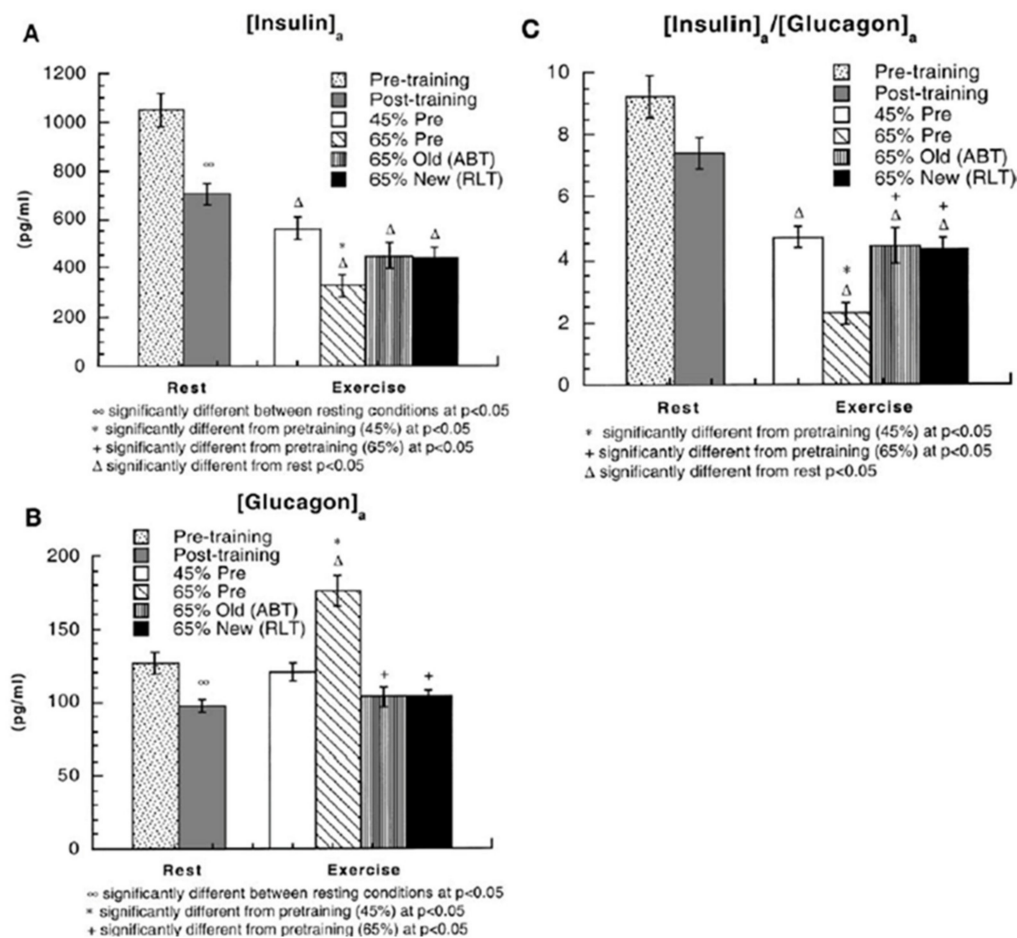 A
[Insulin]a
1200
1000
800
600
400
200
0
(pg/ml)
Pre-training
Post-training
45% Pre
65% Pre
65% Old (ABT)
65% New (RLT)
∞
Δ
*
Δ
Δ
Δ
Rest
Exercise
∞ significantly different between resting conditions at p<0.05
* significantly different from pretraining (45%) at p<0.05
+ significantly different from pretraining (65%) at p<0.05
Δ significantly different from rest p<0.05
C
[Insulin]a/[Glucagon]a
10
8
6
4
2
0
Pre-training
Post-training
45% Pre
65% Pre
65% Old (ABT)
65% New (RLT)
Δ
*
Δ
+
Δ
+
Δ
Rest
Exercise
* significantly different from pretraining (45%) at p<0.05
+ significantly different from pretraining (65%) at p<0.05
Δ significantly different from rest p<0.05
B
[Glucagon]a
200
150
100
50
0
(pg/ml)
Pre-training
Post-training
45% Pre
65% Pre
65% Old (ABT)
65% New (RLT)
∞
*
Δ
+
+
Rest
Exercise
∞ significantly different between resting conditions at p<0.05
* significantly different from pretraining (45%) at p<0.05
+ significantly different from pretraining (65%) at p<0.05